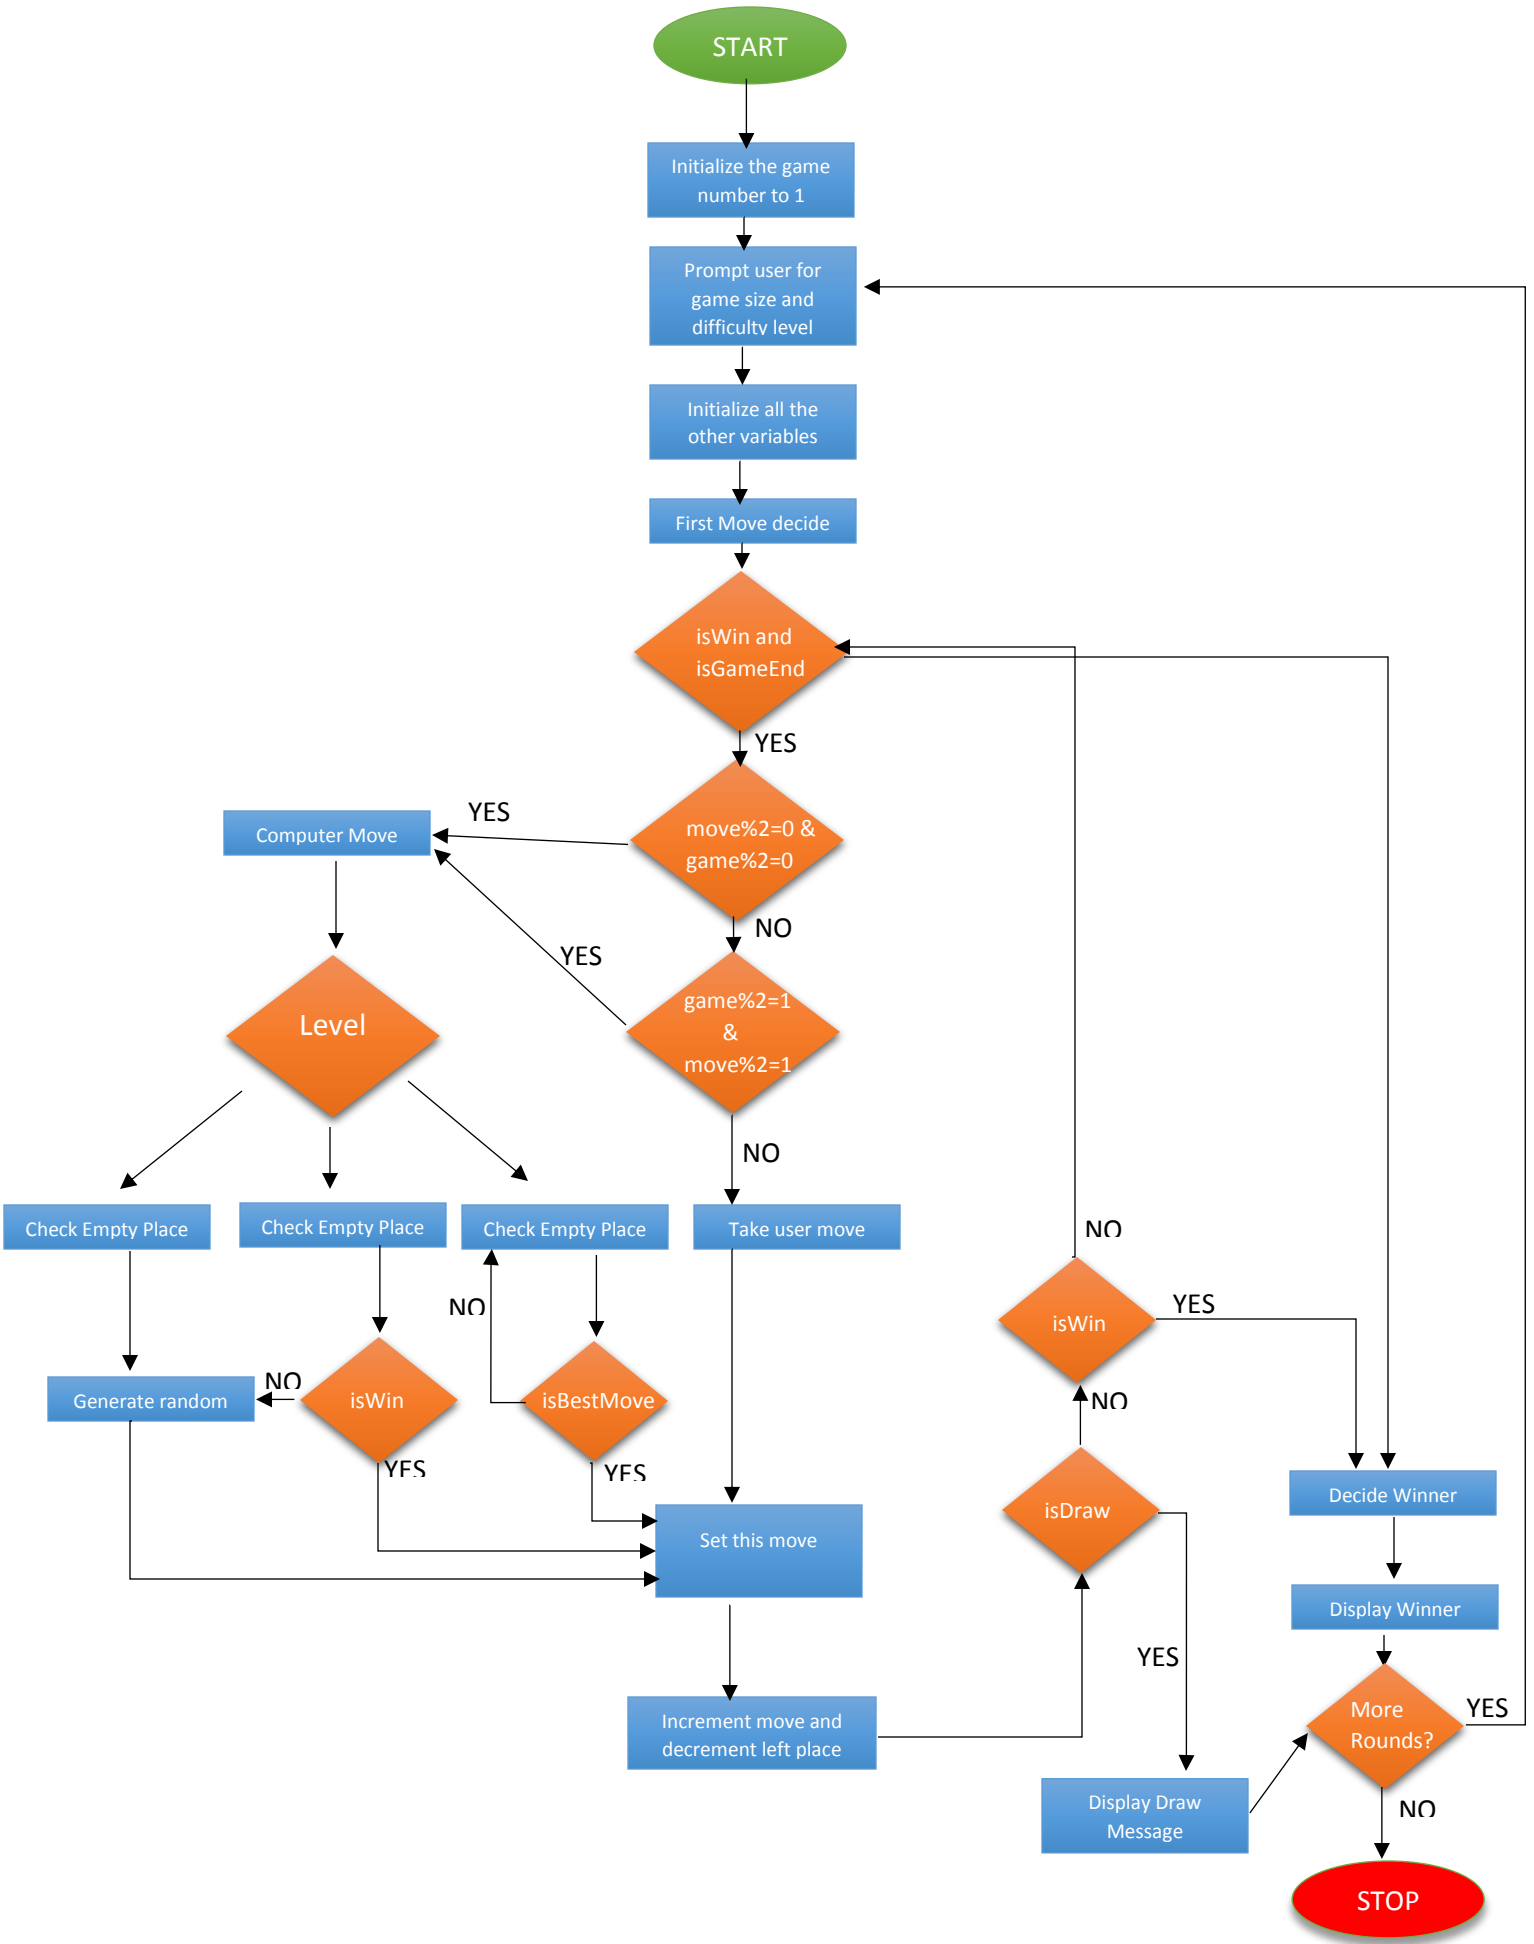 START
Initialize the game
number to 1
Prompt user for
game size and
difficulty level
Initialize all the
other variables
First Move decide
isWin and
isGameEnd
YES
move%2=0 &
game%2=0
YES
Computer Move
NO
game%2=1
&
move%2=1
YES
Level
NO
Check Empty Place
Check Empty Place
Check Empty Place
Take user move
NO
Generate random
NO
isWin
isBestMove
YES
YES
Set this move
Increment move and
decrement left place
NO
isWin
YES
NO
isDraw
YES
Decide Winner
Display Winner
More
Rounds?
YES
Display Draw
Message
NO
STOP